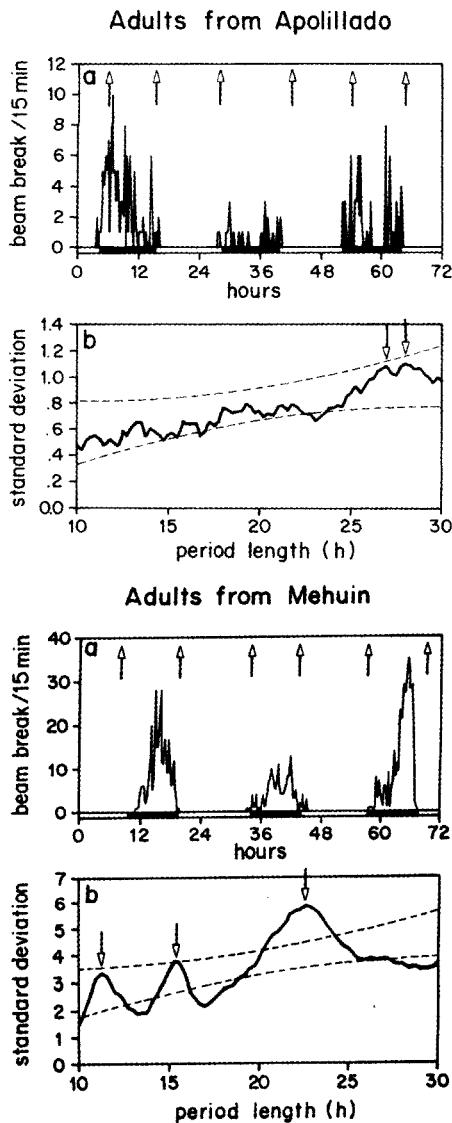 Adults from Apolillado
a
beam break/15 min
12
10
8
6
4
2
0
0 12 24 36 48 60 72
hours
b
standard deviation
1.4
1.2
1.0
.8
.6
.4
.2
0.0
10 15 20 25 30
period length (h)
Adults from Mehuin
a
beam break/15 min
40
30
20
10
0
0 12 24 36 48 60 72
hours
b
standard deviation
7
6
5
4
3
2
1
0
10 15 20 25 30
period length (h)